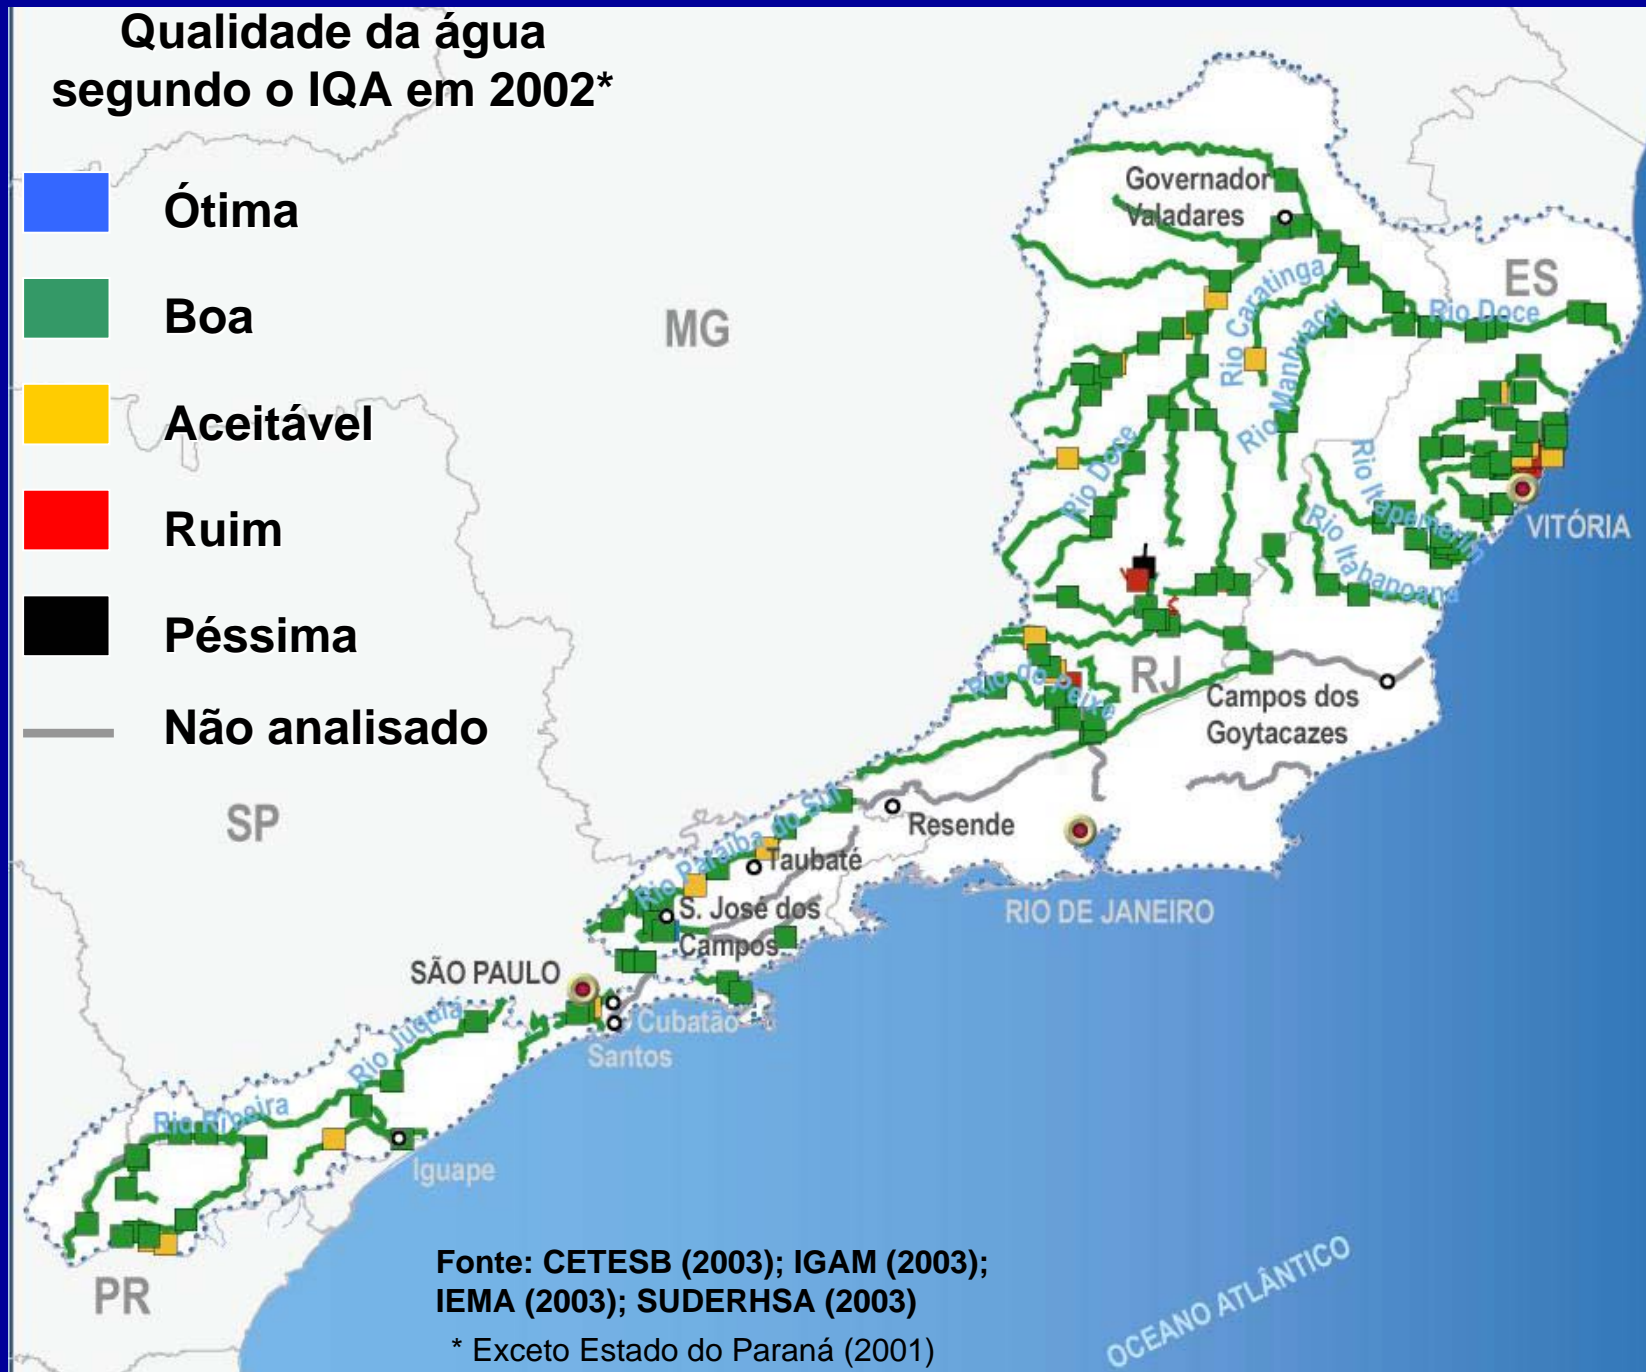 Qualidade da água
segundo o IQA em 2002*
Ótima
Boa
Aceitável
Ruim
Péssima
Não analisado
Governador
Valadares
ES
MG
Rio Caratinga
Rio Doce
Rio Manhuaçu
Rio Doce
Rio Itapemirim
VITÓRIA
Rio Itabapoana
RJ
Rio do Peixe
Campos dos
Goytacazes
SP
Rio Paraíba do Sul
Resende
Taubaté
S. José dos
Campos
RIO DE JANEIRO
SÃO PAULO
Cubatão
Santos
Rio Juquiá
Rio Ribeira
Iguape
PR
Fonte: CETESB (2003); IGAM (2003);
IEMA (2003); SUDERHSA (2003)
* Exceto Estado do Paraná (2001)
OCEANO ATLÂNTICO